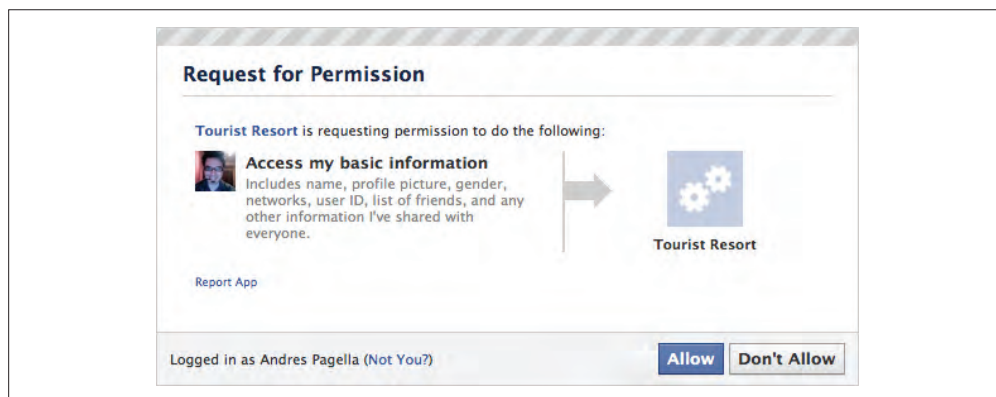 Request for Permission
Tourist Resort is requesting permission to do the following:
Access my basic information
Includes name, profile picture, gender,
networks, user ID, list of friends, and any
other information I've shared with
everyone.
Tourist Resort
Report App
Logged in as Andres Pagella (Not You?)
Allow
Don't Allow